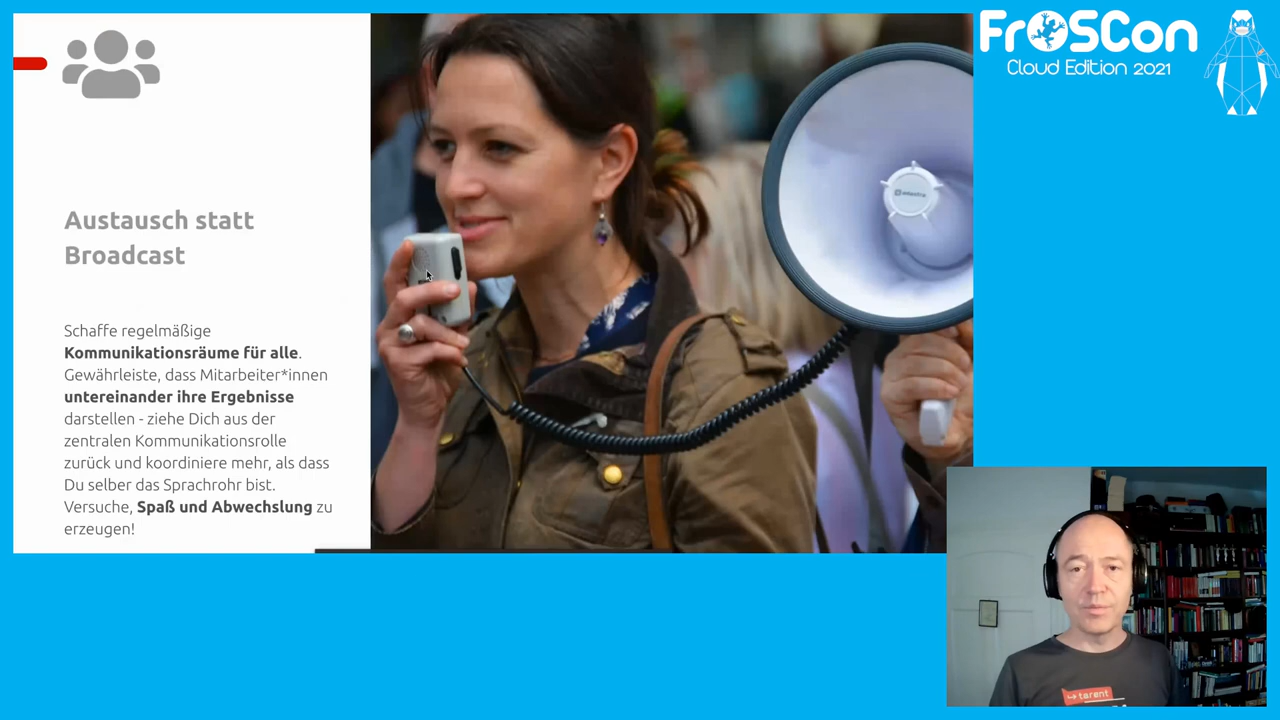 FrOSCon
Cloud Edition 2021
Austausch statt
Broadcast
Schaffe regelmäßige
Kommunikationsräume für alle.
Gewährleiste, dass Mitarbeiter*innen
untereinander ihre Ergebnisse
darstellen - ziehe Dich aus der
zentralen Kommunikationsrolle
zurück und koordiniere mehr, als dass
Du selber das Sprachrohr bist.
Versuche, Spaß und Abwechslung zu
erzeugen!
adastra
tarent